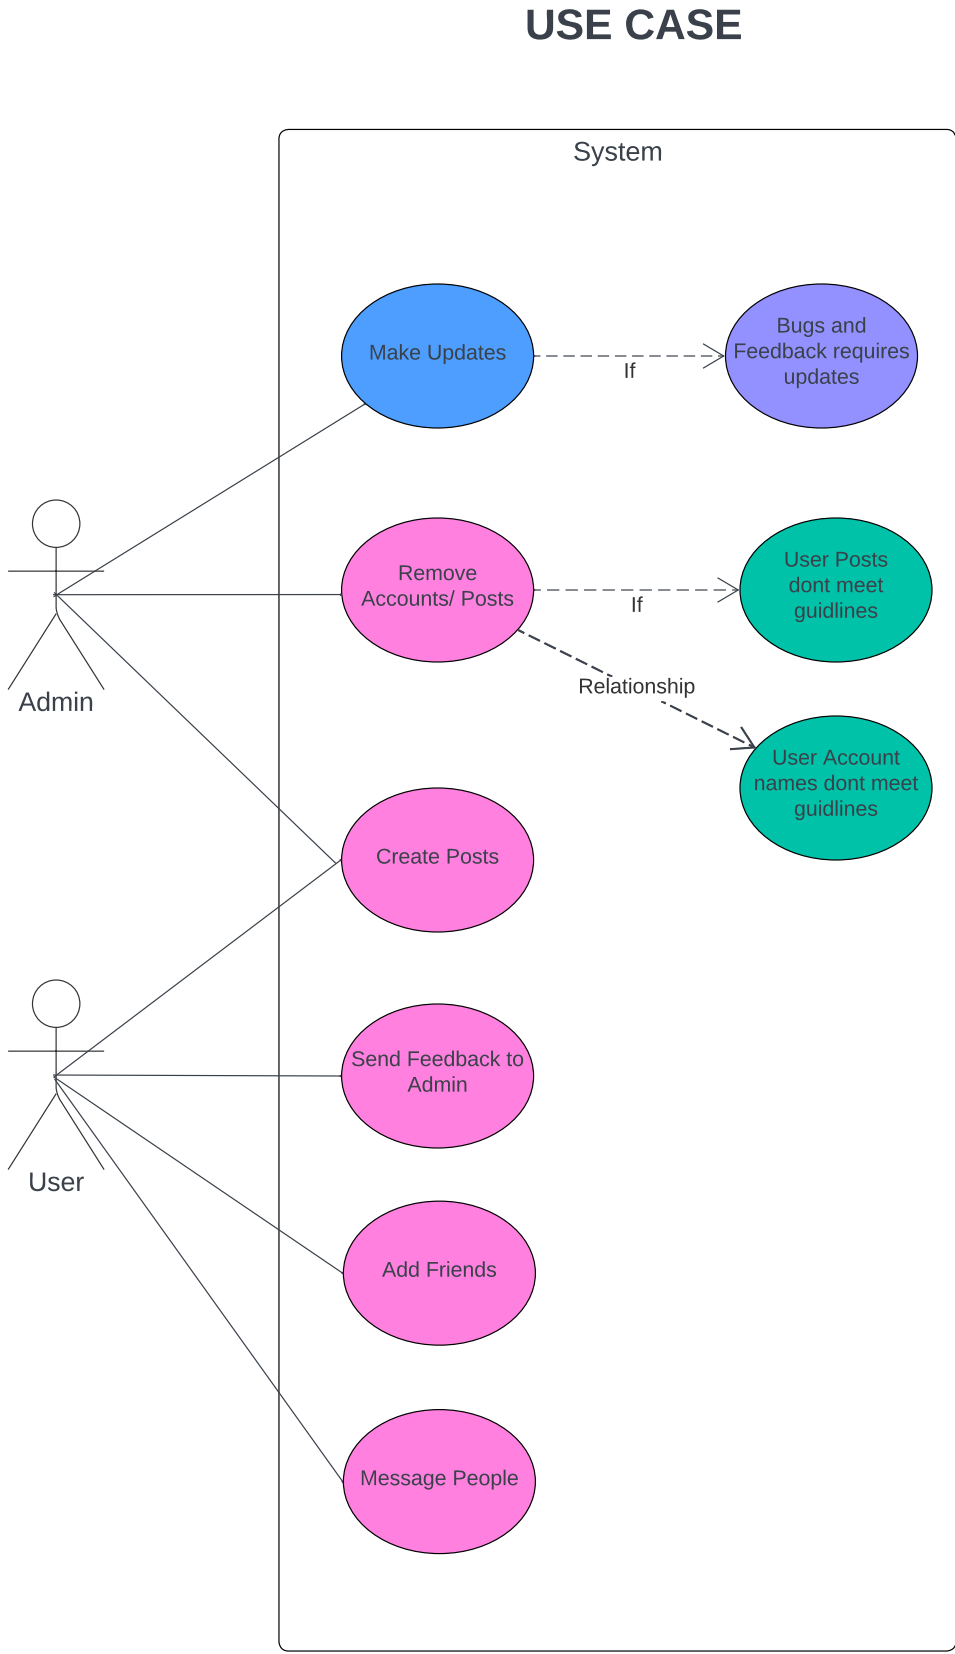 USE CASE
System
Make Updates
If
Bugs and
Feedback requires
updates
Remove
Accounts/ Posts
If
User Posts
dont meet
guidlines
Admin
Relationship
User Account
names dont meet
guidlines
Create Posts
Send Feedback to
Admin
User
Add Friends
Message People